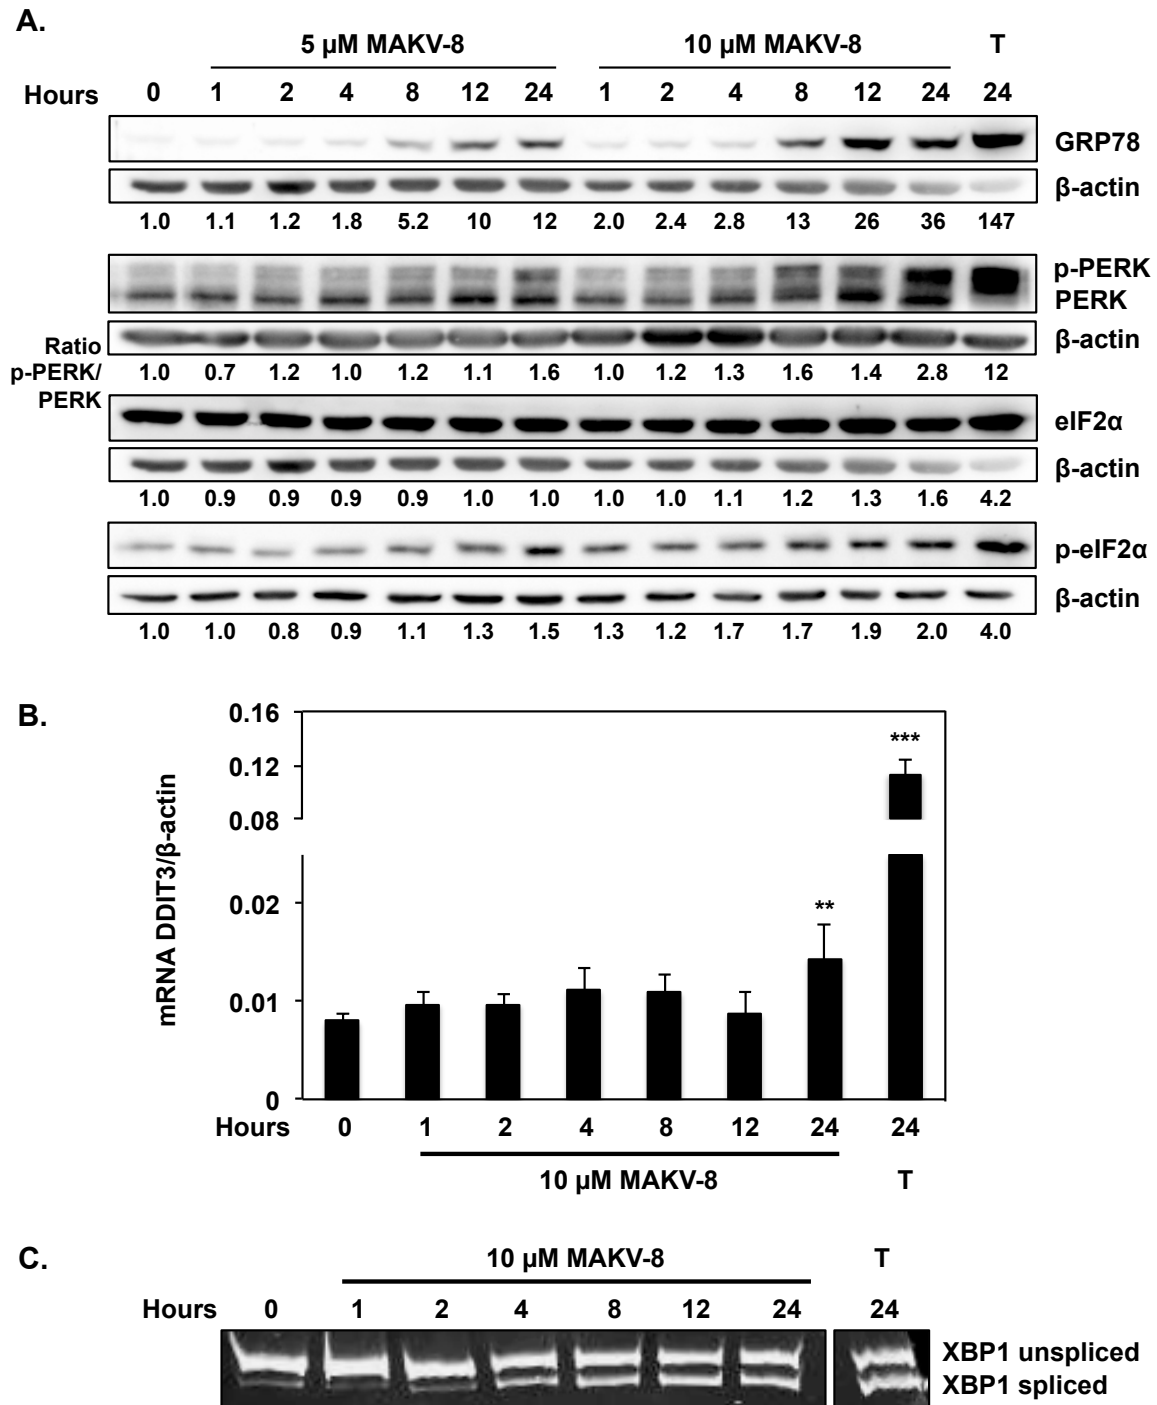 A.
5 µM MAKV-8 10 µM MAKV-8 T
Hours 0 1 2 4 8 12 24 1 2 4 8 12 24 24
GRP78
β-actin
1.0 1.1 1.2 1.8 5.2 10 12 2.0 2.4 2.8 13 26 36 147
p-PERK
PERK
β-actin
Ratio
p-PERK/
PERK
1.0 0.7 1.2 1.0 1.2 1.1 1.6 1.0 1.2 1.3 1.6 1.4 2.8 12
eIF2α
β-actin
1.0 0.9 0.9 0.9 0.9 1.0 1.0 1.0 1.0 1.1 1.2 1.3 1.6 4.2
p-eIF2α
β-actin
1.0 1.0 0.8 0.9 1.1 1.3 1.5 1.3 1.2 1.7 1.7 1.9 2.0 4.0
B.
mRNA DDIT3/β-actin
0.16
0.12
0.08
0.02
0.01
0
***
**
Hours 0 1 2 4 8 12 24 24
10 µM MAKV-8 T
C.
10 µM MAKV-8 T
Hours 0 1 2 4 8 12 24 24
XBP1 unspliced
XBP1 spliced